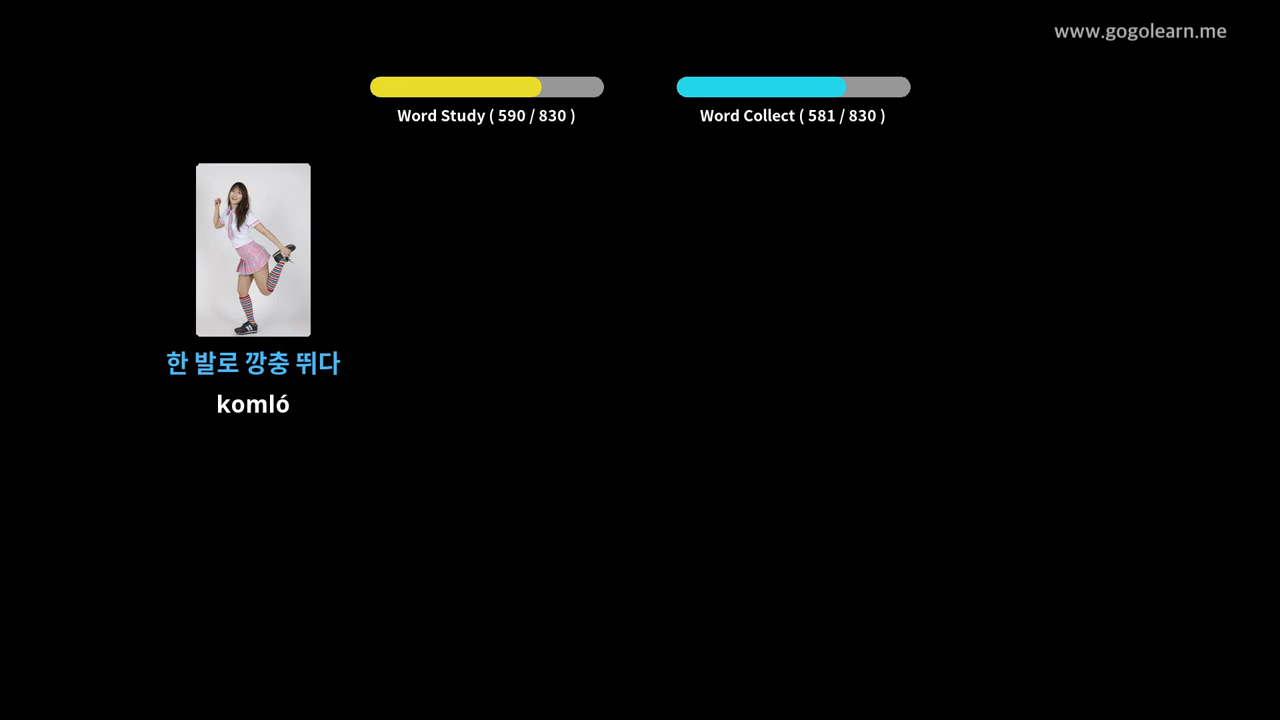 www.gogolearn.me
Word Study ( 590 / 830 )
Word Collect ( 581 / 830 )
한 발로 깡충 뛰다
komló